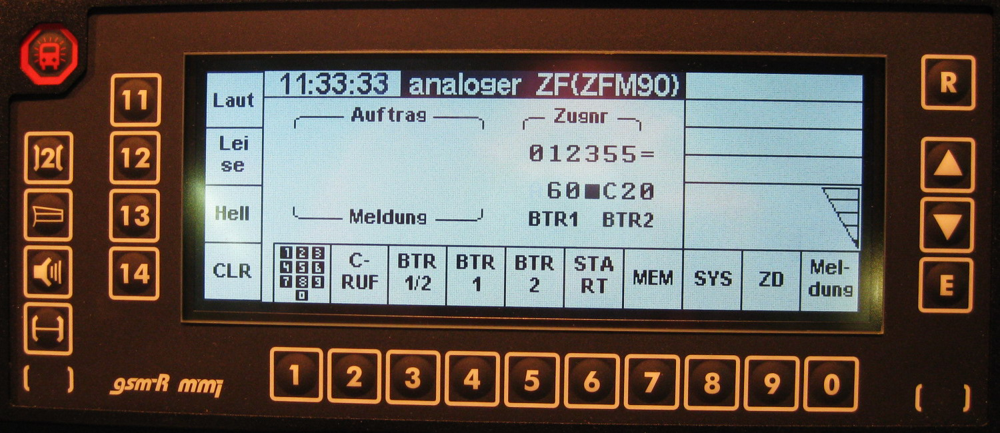 11:33:33 analoger ZF(ZFM90)
Laut
Lei
se
Hell
CLR
Auftrag
Zugnr
012355=
60■C20
Meldung
BTR1 BTR2
1 2 3
4 5 6
7 8 9
0
C-
RUF
BTR
1/2
BTR
1
BTR
2
STA
RT
MEM
SYS
ZD
Mel-
dung
11
12
13
14
)2(
R
E
gsm-R mmi
1 2 3 4 5 6 7 8 9 0